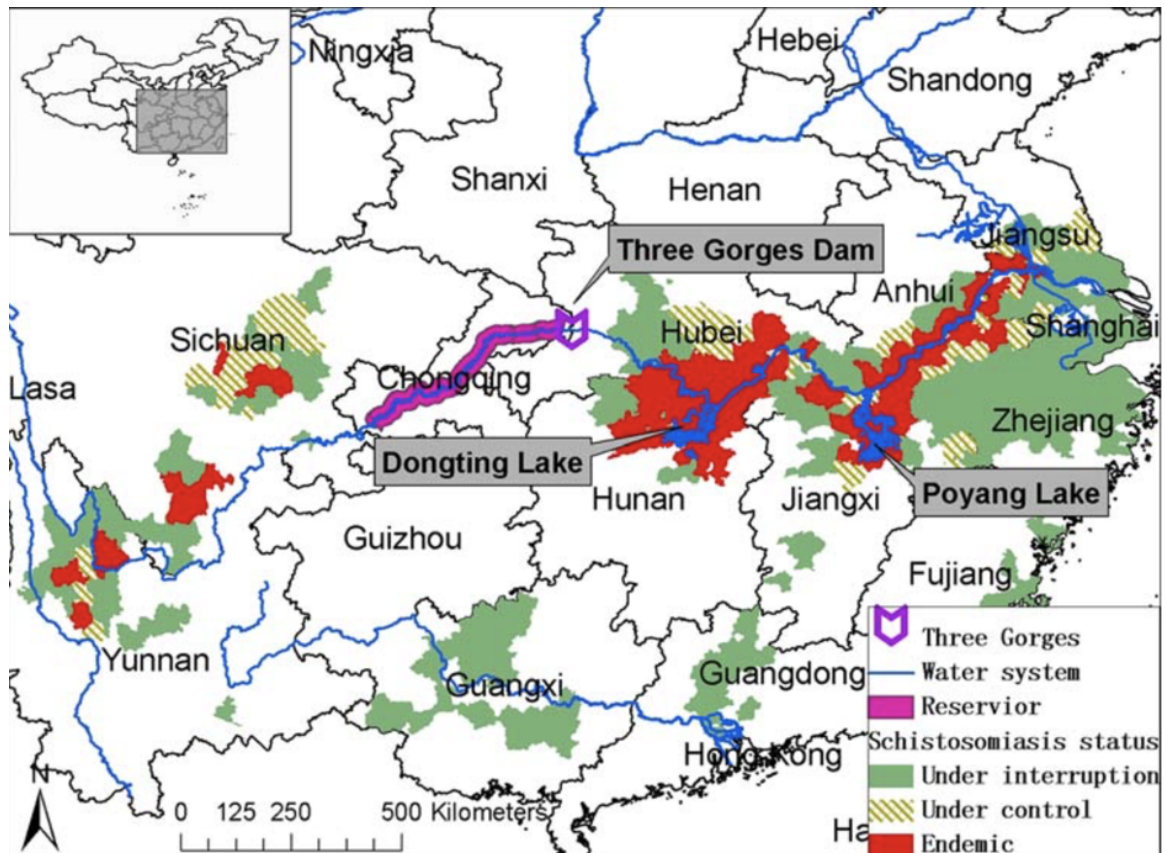 Ningxia
Hebei
Shandong
Shanxi
Henan
Three Gorges Dam
Jiangsu
Anhui
Sichuan
Hubei
Shanghai
Lasa
Chongqing
Zhejiang
Dongting Lake
Hunan
Jiangxi
Poyang Lake
Guizhou
Fujiang
Yunnan
Guangxi
Guangdong
Hong Kong
Ha
N
0 125 250 500 Kilometers
Three Gorges
Water system
Reservior
Schistosomiasis status
Under interruption
Under control
Endemic